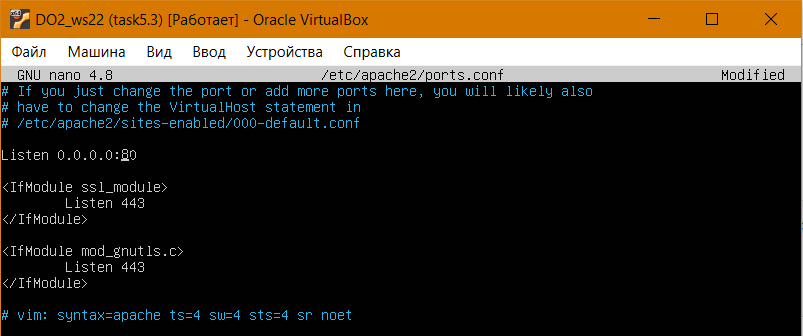 DO2_ws22 (task5.3) [Работает] - Oracle VirtualBox
Файл Машина Вид Ввод Устройства Справка
GNU nano 4.8 /etc/apache2/ports.conf Modified
# If you just change the port or add more ports here, you will likely also
# have to change the VirtualHost statement in
# /etc/apache2/sites-enabled/000-default.conf
Listen 0.0.0.0:80
<IfModule ssl_module>
Listen 443
</IfModule>
<IfModule mod_gnutls.c>
Listen 443
</IfModule>
# vim: syntax=apache ts=4 sw=4 sts=4 sr noet